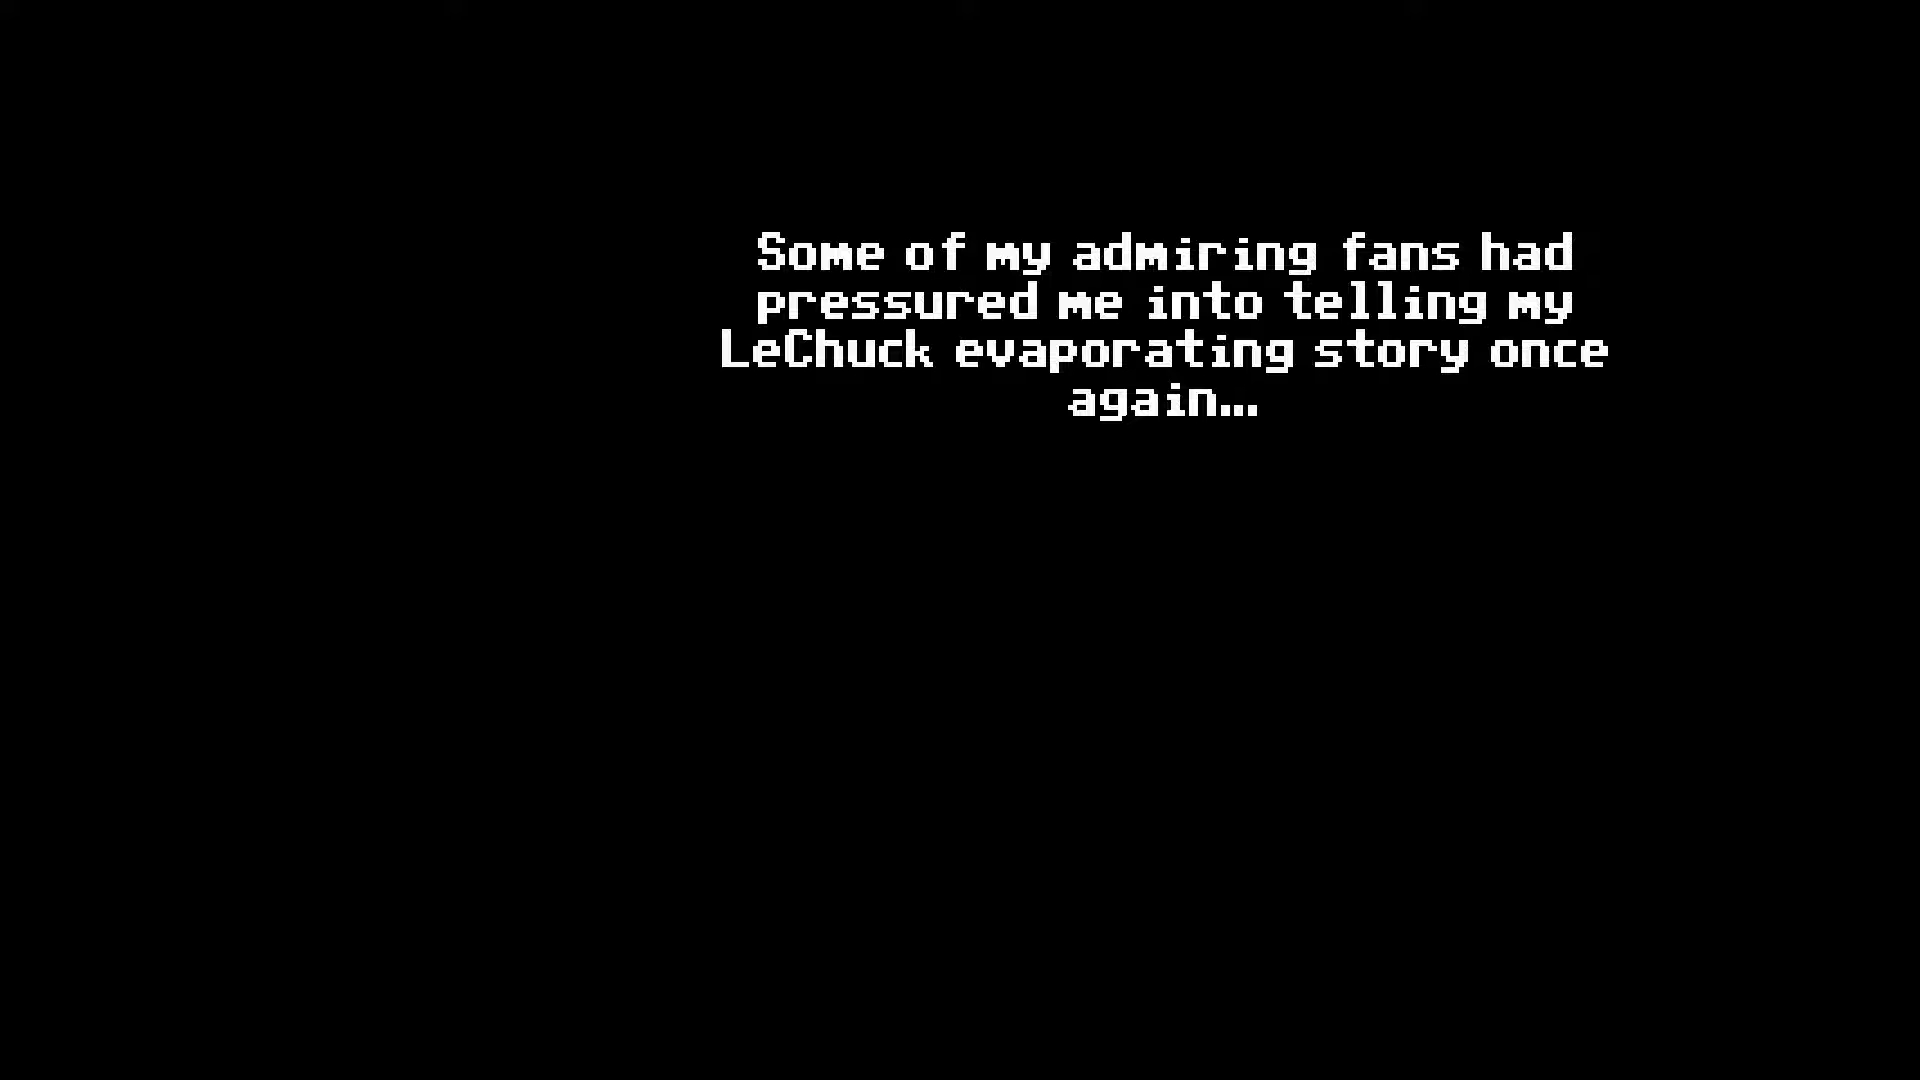 Some of my admiring fans had
pressured me into telling my
LeChuck evaporating story once
again...